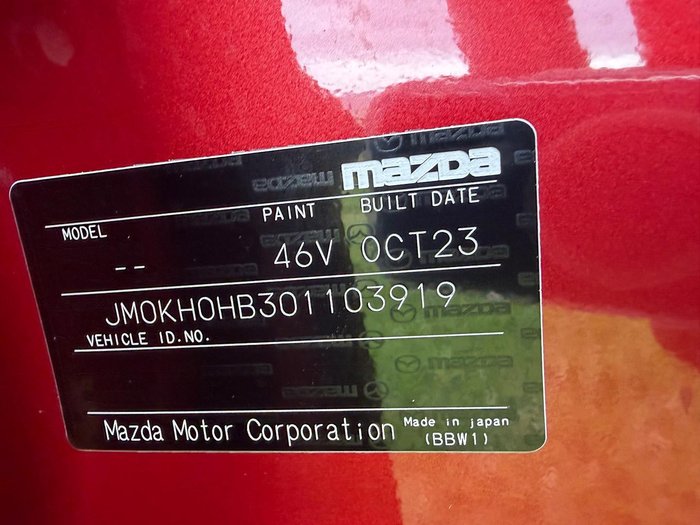 mazda
MODEL PAINT BUILT DATE
-- 46V OCT23
JM0KH0HB301103919
VEHICLE ID.NO.
Mazda Motor Corporation Made in japan
(BBW1)